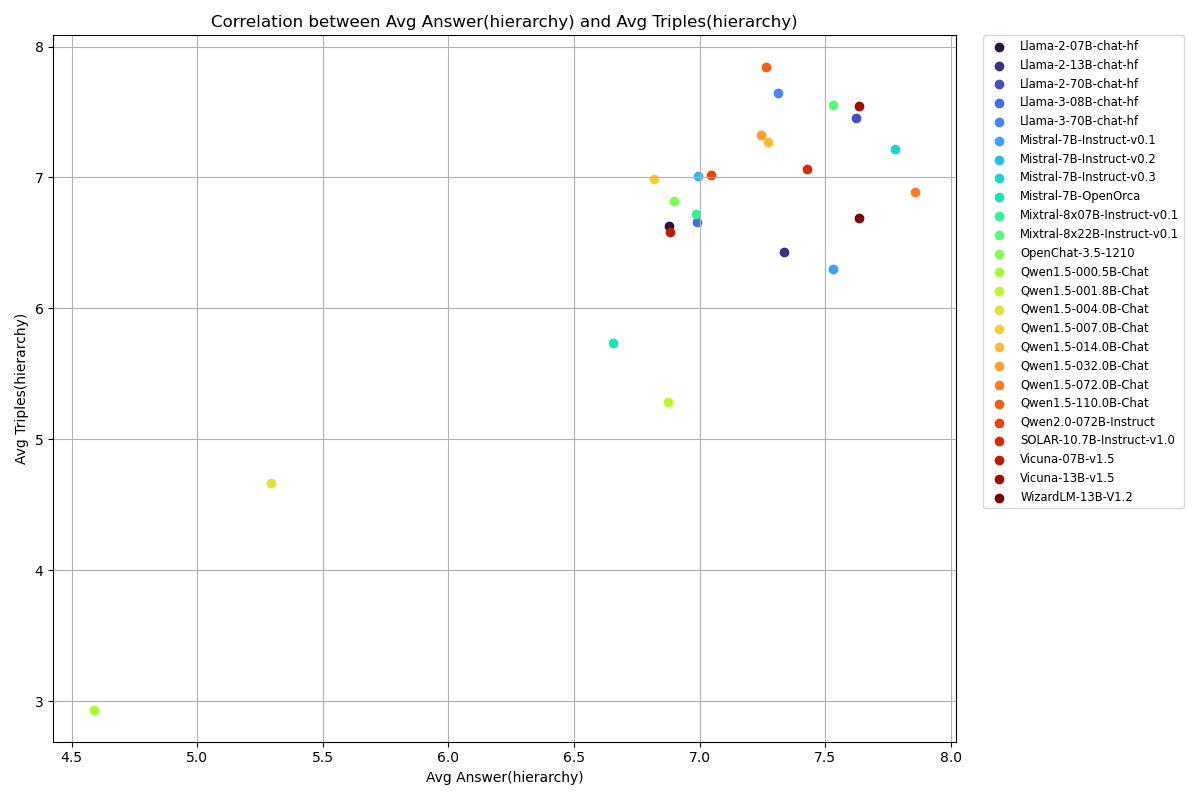 Correlation between Avg Answer(hierarchy) and Avg Triples(hierarchy)
8
7
6
5
4
3
Avg Triples(hierarchy)
4.5 5.0 5.5 6.0 6.5 7.0 7.5 8.0
Avg Answer(hierarchy)
Llama-2-07B-chat-hf
Llama-2-13B-chat-hf
Llama-2-70B-chat-hf
Llama-3-08B-chat-hf
Llama-3-70B-chat-hf
Mistral-7B-Instruct-v0.1
Mistral-7B-Instruct-v0.2
Mistral-7B-Instruct-v0.3
Mistral-7B-OpenOrca
Mixtral-8x07B-Instruct-v0.1
Mixtral-8x22B-Instruct-v0.1
OpenChat-3.5-1210
Qwen1.5-000.5B-Chat
Qwen1.5-001.8B-Chat
Qwen1.5-004.0B-Chat
Qwen1.5-007.0B-Chat
Qwen1.5-014.0B-Chat
Qwen1.5-032.0B-Chat
Qwen1.5-072.0B-Chat
Qwen1.5-110.0B-Chat
Qwen2.0-072B-Instruct
SOLAR-10.7B-Instruct-v1.0
Vicuna-07B-v1.5
Vicuna-13B-v1.5
WizardLM-13B-V1.2